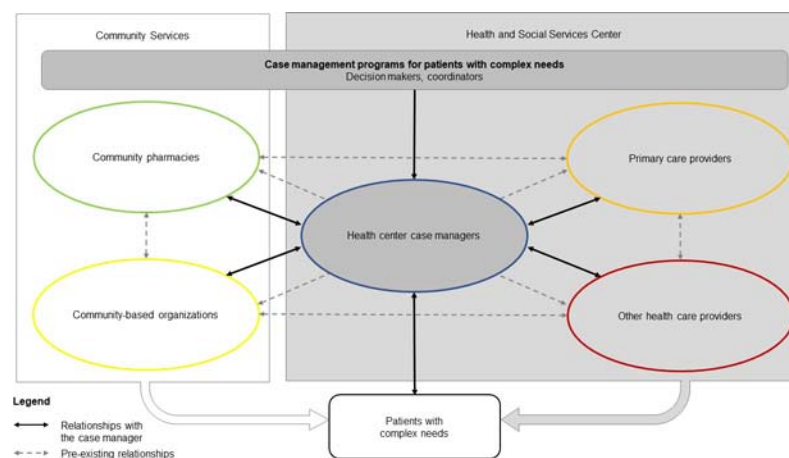 Community Services
Health and Social Services Center
Case management programs for patients with complex needs
Decision makers, coordinators
Community pharmacies
Primary care providers
Health center case managers
Community-based organizations
Other health care providers
Legend
Relationships with
the case manager
Pre-existing relationships
Patients with
complex needs